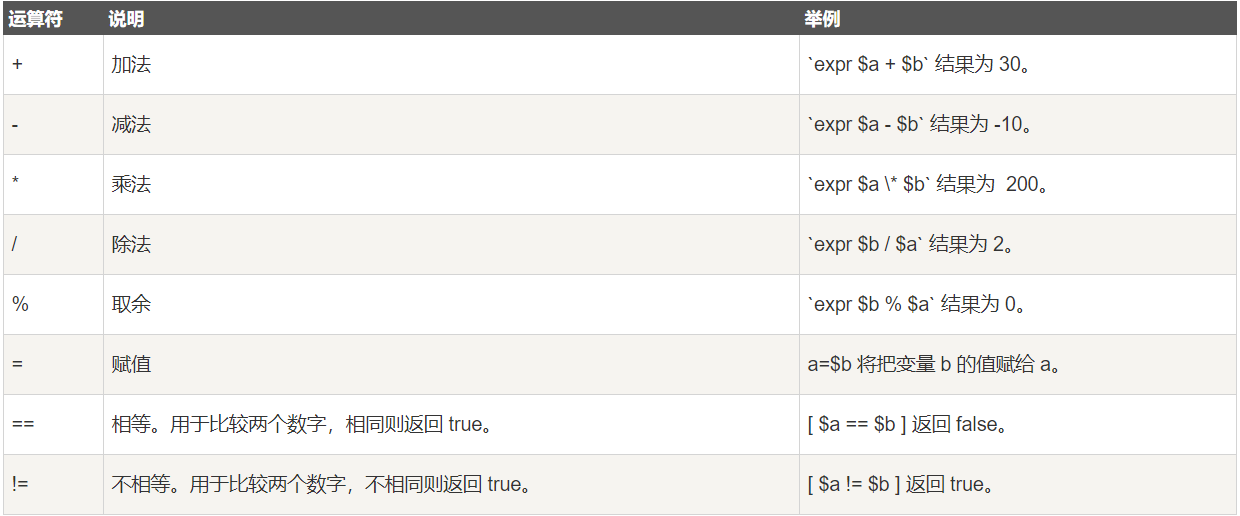 运算符 说明 举例
+ 加法 `expr $a + $b` 结果为 30。
- 减法 `expr $a - $b` 结果为 -10。
* 乘法 `expr $a \* $b` 结果为  200。
/ 除法 `expr $b / $a` 结果为 2。
% 取余 `expr $b % $a` 结果为 0。
= 赋值 a=$b 将把变量 b 的值赋给 a。
== 相等。用于比较两个数字，相同则返回 true。 [ $a == $b ] 返回 false。
!= 不相等。用于比较两个数字，不相同则返回 true。 [ $a != $b ] 返回 true。